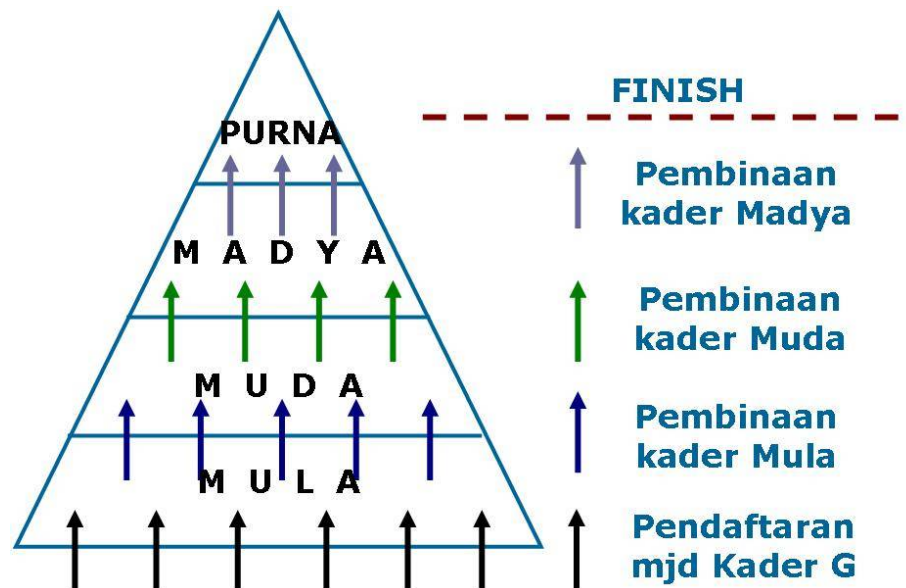 FINISH
PURNA
Pembinaan
kader Madya
M A D Y A
Pembinaan
kader Muda
M U D A
Pembinaan
kader Mula
M U L A
Pendaftaran
mjd Kader G